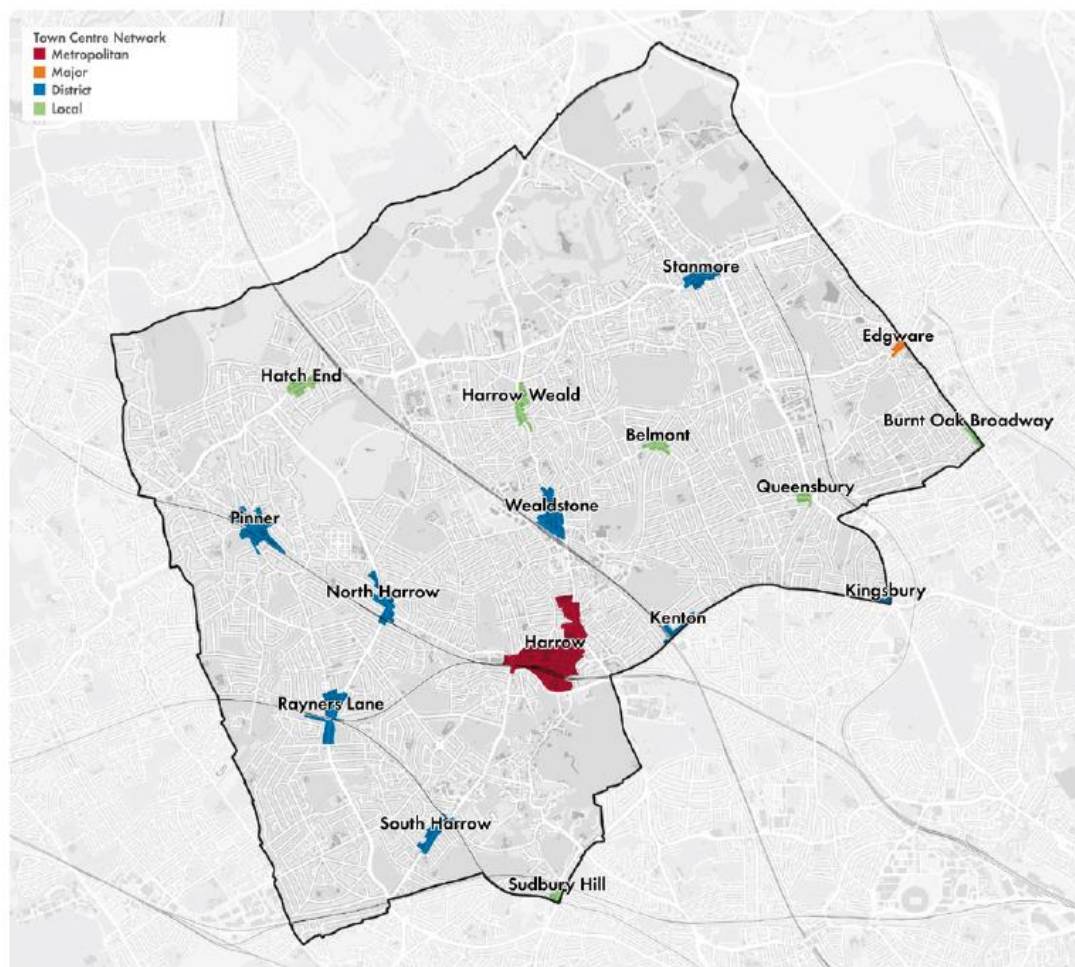 Town Centre Network
Metropolitan
Major
District
Local
Stanmore
Edgware
Hatch End
Harrow Weald
Burnt Oak Broadway
Belmont
Queensbury
Wealdstone
Pinner
North Harrow
Kingsbury
Kenton
Harrow
Rayners Lane
South Harrow
Sudbury Hill